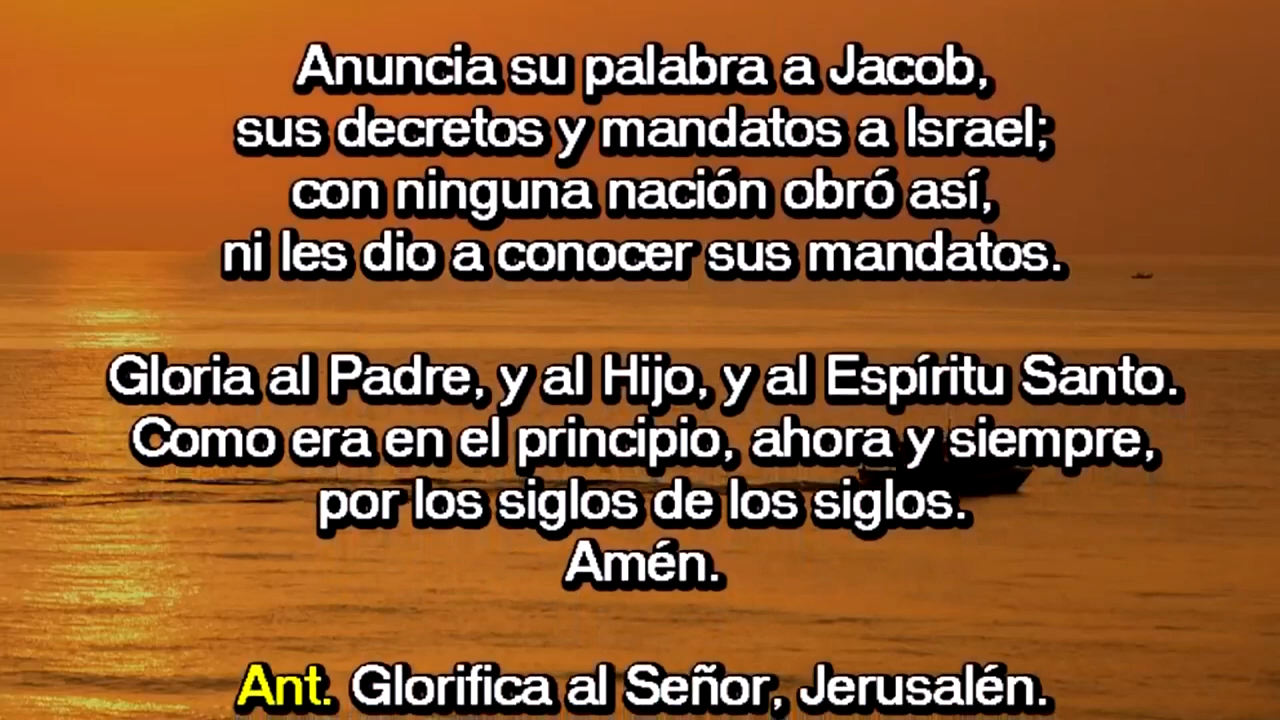 Anuncia su palabra a Jacob,
sus decretos y mandatos a Israel;
con ninguna nación obró así,
ni les dio a conocer sus mandatos.
Gloria al Padre, y al Hijo, y al Espíritu Santo.
Como era en el principio, ahora y siempre,
por los siglos de los siglos.
Amén.
Ant. Glorifica al Señor, Jerusalén.